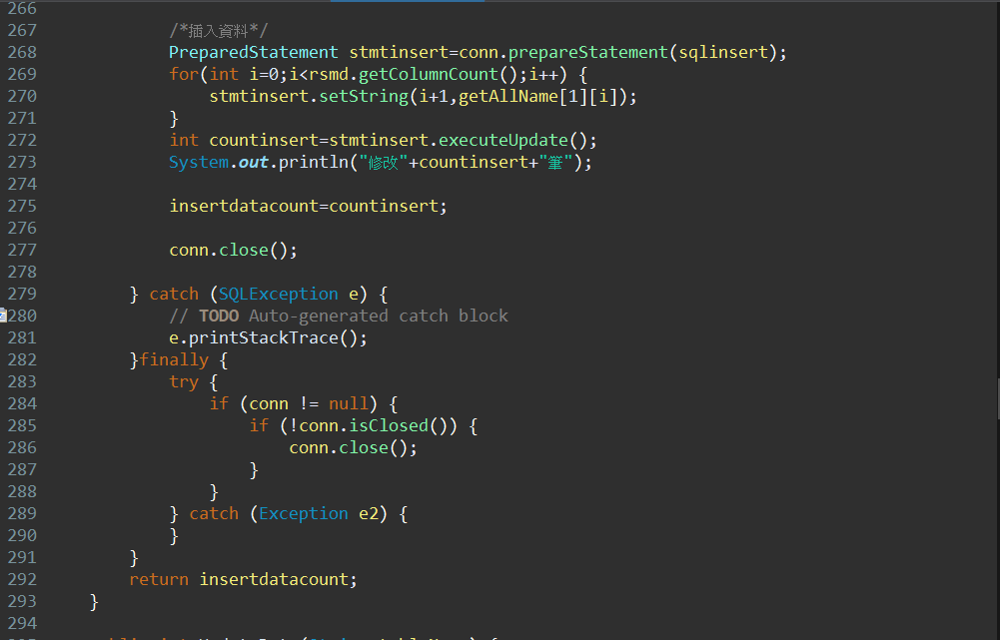 266
267 /*插入資料*/
268 PreparedStatement stmtinsert=conn.prepareStatement(sqlinsert);
269 for(int i=0;i<rsmd.getColumnCount();i++) {
270 stmtinsert.setString(i+1,getAllName[1][i]);
271 }
272 int countinsert=stmtinsert.executeUpdate();
273 System.out.println("修改"+countinsert+"筆");
274
275 insertdatacount=countinsert;
276
277 conn.close();
278
279 } catch (SQLException e) {
280 // TODO Auto-generated catch block
281 e.printStackTrace();
282 }finally {
283 try {
284 if (conn != null) {
285 if (!conn.isClosed()) {
286 conn.close();
287 }
288 }
289 } catch (Exception e2) {
290 }
291 }
292 return insertdatacount;
293 }
294